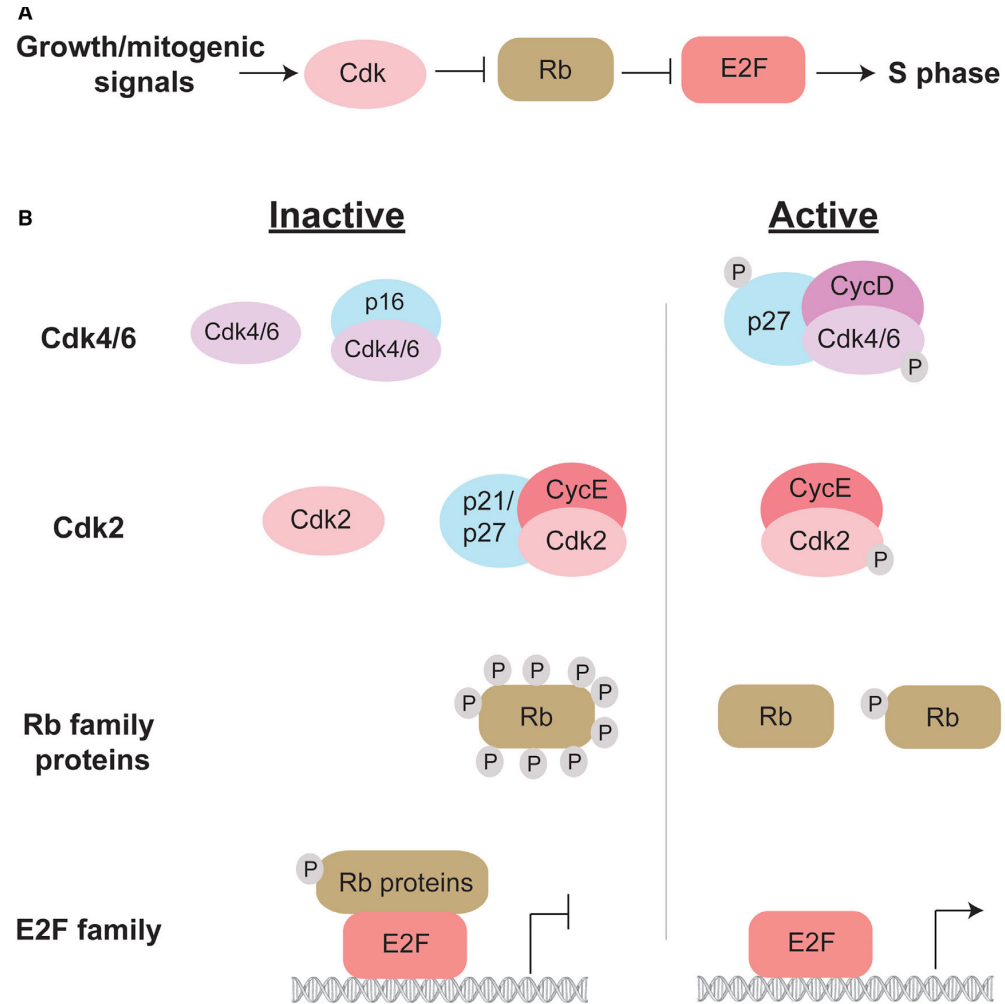 A
Growth/mitogenic
signals
Cdk
Rb
E2F
S phase
B
Inactive
Active
Cdk4/6
Cdk4/6
p16
Cdk4/6
P
p27
CycD
Cdk4/6
P
Cdk2
Cdk2
p21/
p27
CycE
Cdk2
CycE
Cdk2
P
Rb family
proteins
P
P
P
P
P
P
P
P
P
Rb
Rb
P
Rb
E2F family
P
Rb proteins
E2F
E2F